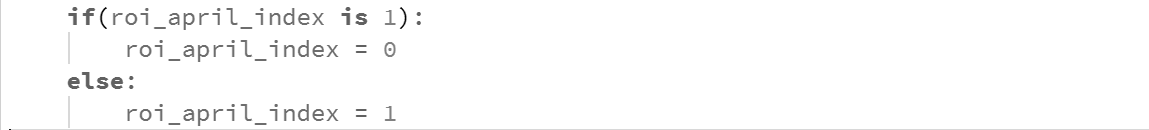 if(roi_april_index is 1):
    roi_april_index = 0
else:
    roi_april_index = 1